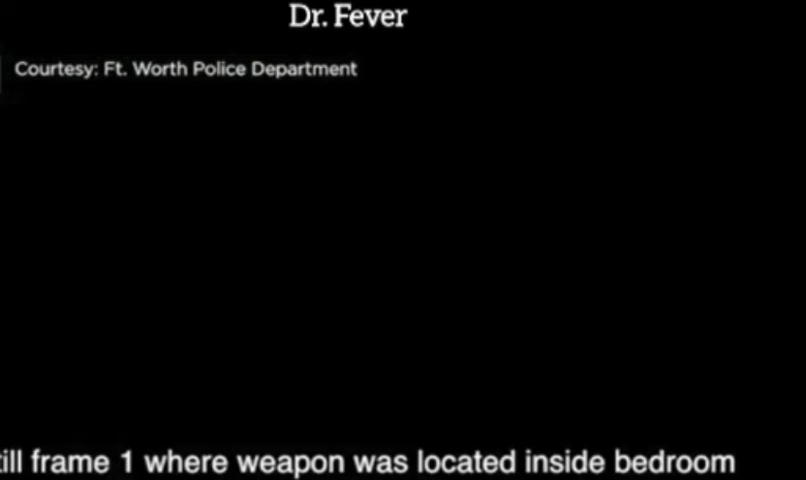 Dr. Fever
Courtesy: Ft. Worth Police Department
till frame 1 where weapon was located inside bedroom